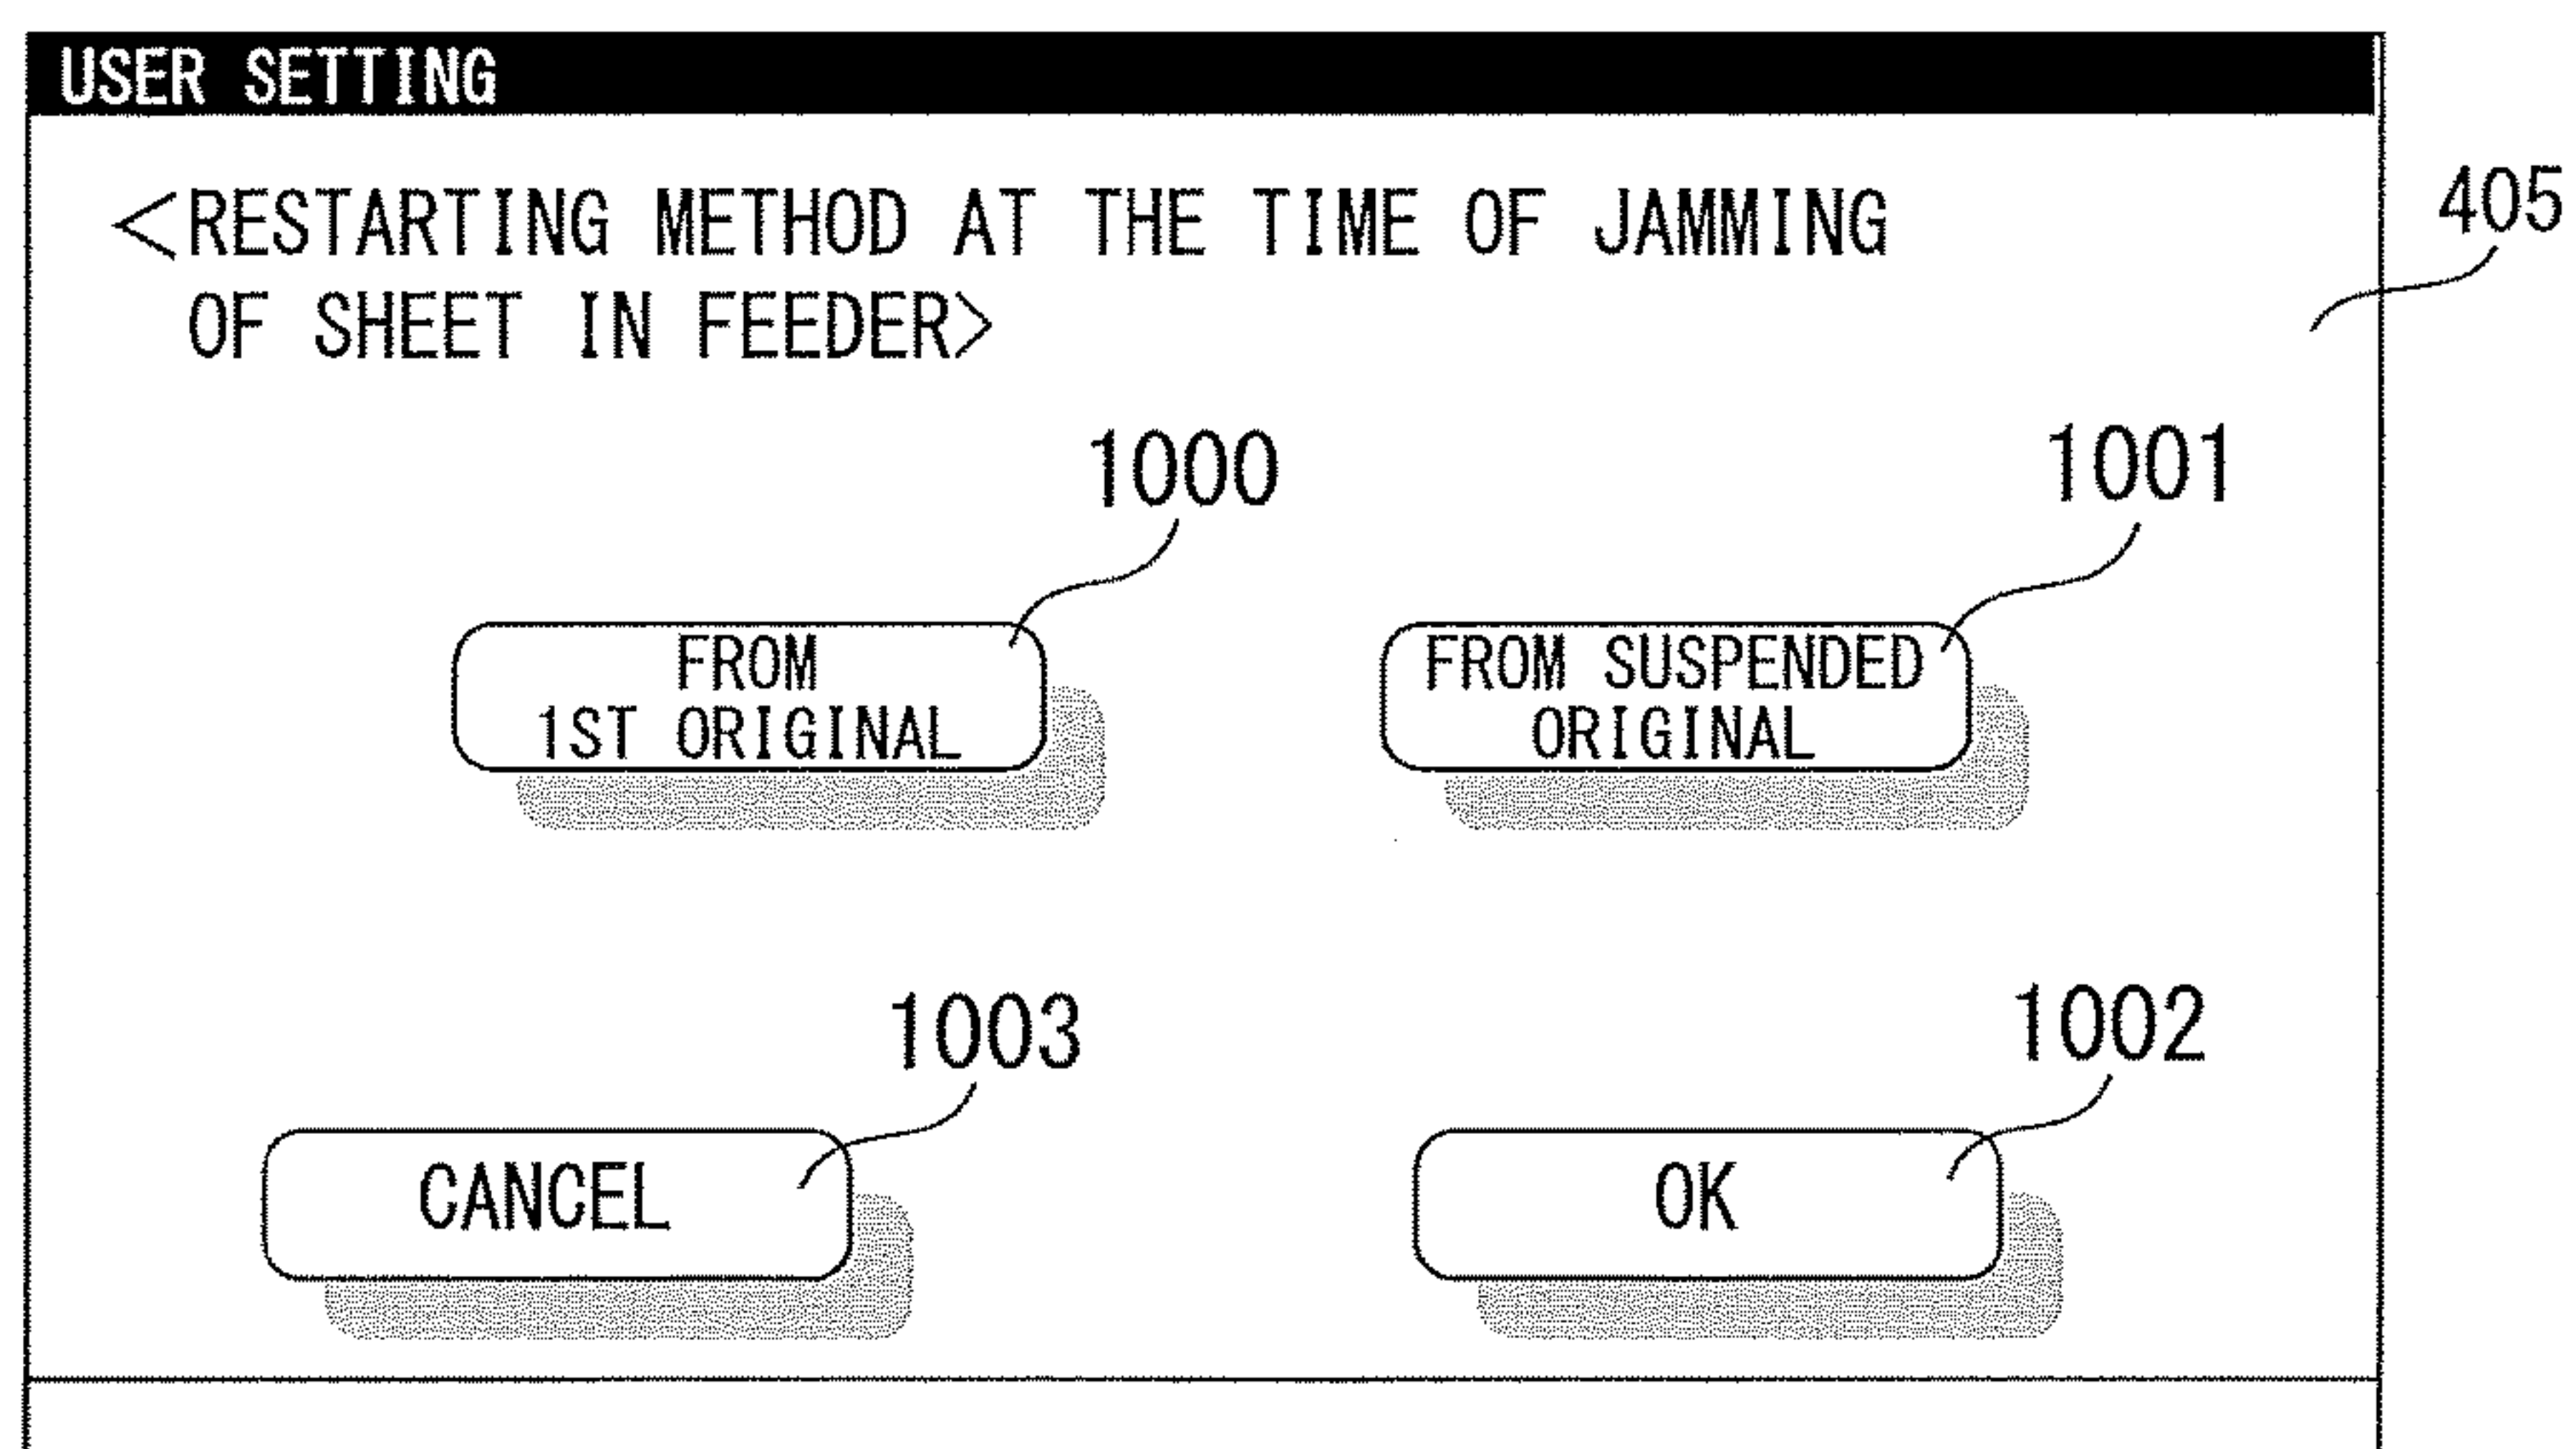 USER SETTING
<RESTARTING METHOD AT THE TIME OF JAMMING
OF SHEET IN FEEDER>
405
1000
1001
FROM
1ST ORIGINAL
FROM SUSPENDED
ORIGINAL
1003
1002
CANCEL
OK